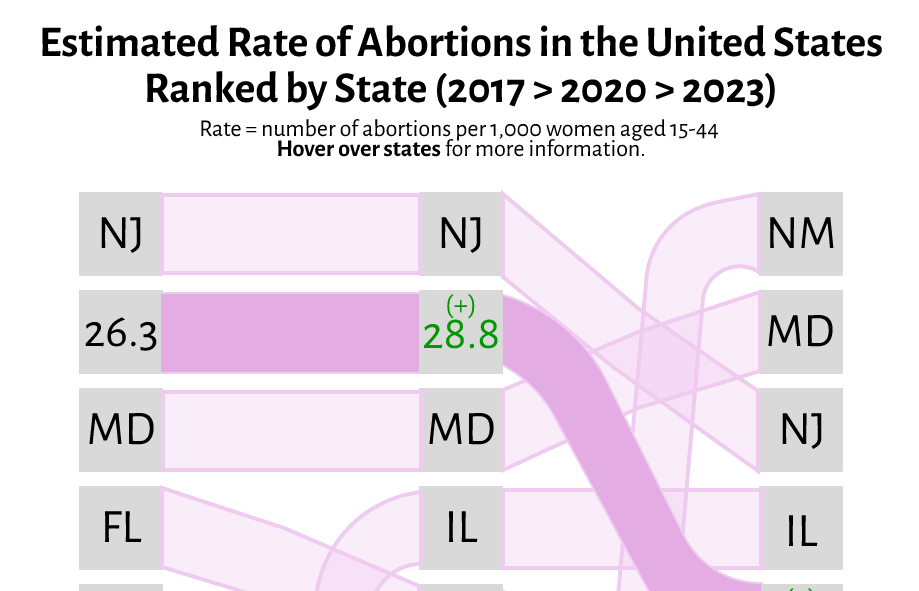 Estimated Rate of Abortions in the United States
Ranked by State (2017 > 2020 > 2023)
Rate = number of abortions per 1,000 women aged 15-44
Hover over states for more information.
NJ NJ NM
(+)
26.3 28.8 MD
MD MD NJ
FL IL IL